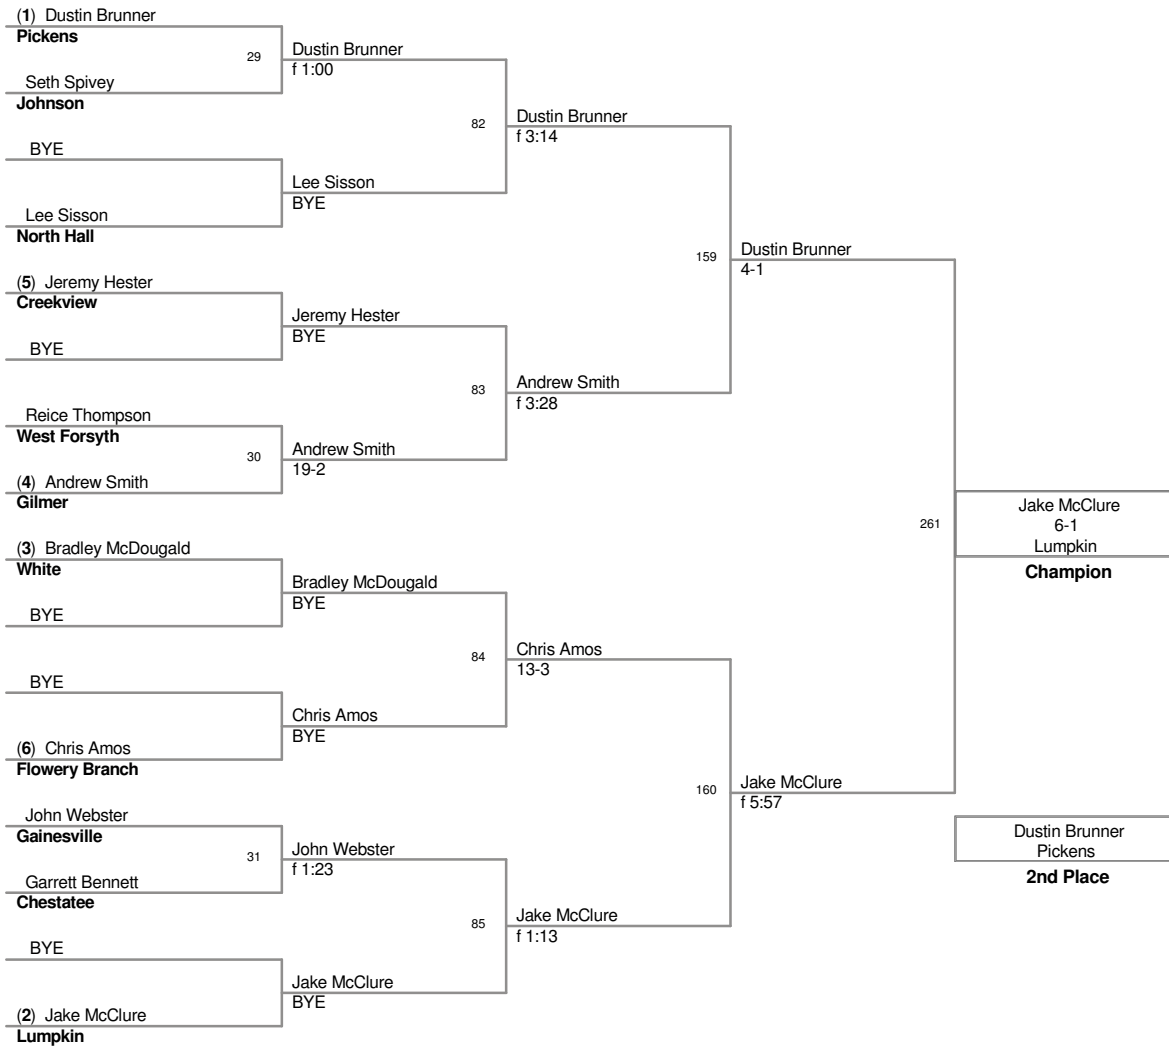 (1) Dustin Brunner
Pickens
29
Seth Spivey
Johnson
BYE
Lee Sisson
North Hall
(5) Jeremy Hester
Creekview
BYE
Reice Thompson
West Forsyth
30
(4) Andrew Smith
Gilmer
(3) Bradley McDougald
White
BYE
BYE
(6) Chris Amos
Flowery Branch
John Webster
Gainesville
31
Garrett Bennett
Chestatee
BYE
(2) Jake McClure
Lumpkin
Dustin Brunner
f 1:00
82
Lee Sisson
BYE
Jeremy Hester
BYE
83
Andrew Smith
19-2
Bradley McDougald
BYE
84
Chris Amos
BYE
John Webster
f 1:23
85
Jake McClure
BYE
Dustin Brunner
f 3:14
159
Andrew Smith
f 3:28
Chris Amos
13-3
160
Jake McClure
f 1:13
Dustin Brunner
4-1
261
Jake McClure
f 5:57
Jake McClure
6-1
Lumpkin
Champion
Dustin Brunner
Pickens
2nd Place